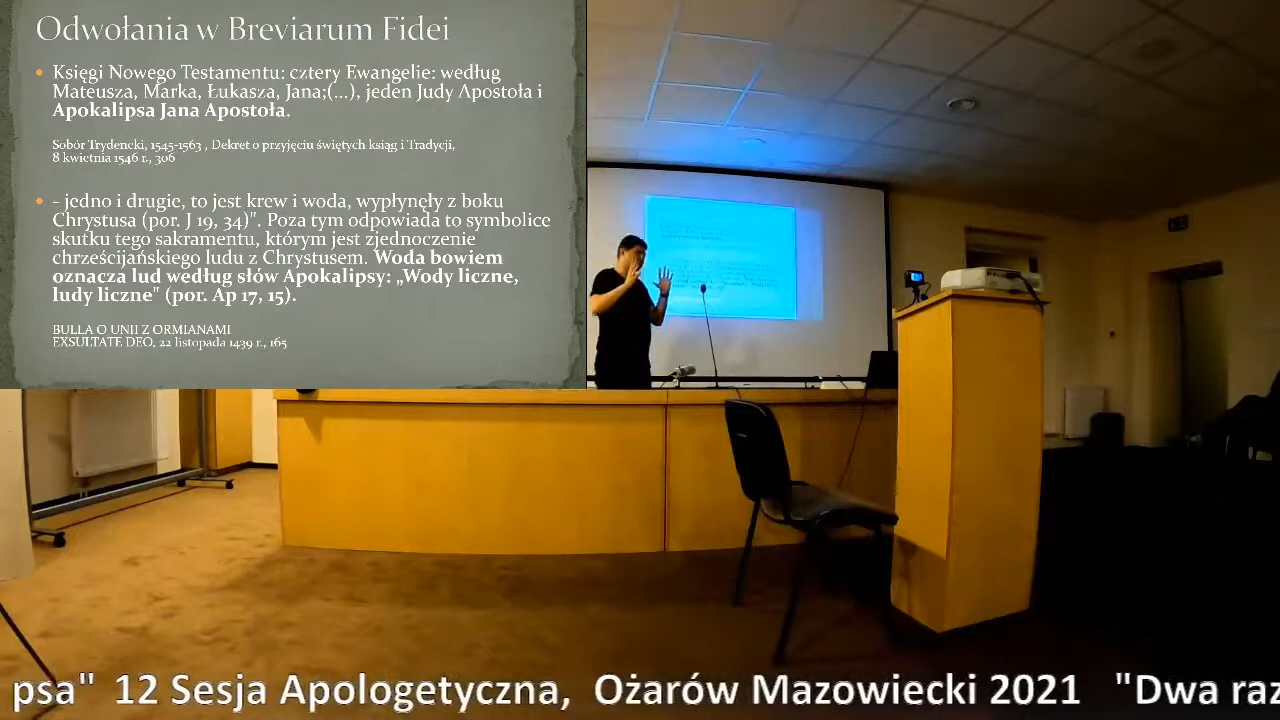 Odwołania w Breviarum Fidei
• Księgi Nowego Testamentu: cztery Ewangelie: według
Mateusza, Marka, Łukasza, Jana;(...), jeden Judy Apostoła i
Apokalipsa Jana Apostoła.
Sobór Trydencki, 1545-1563 , Dekret o przyjęciu świętych ksiąg i Tradycji,
8 kwietnia 1546 r., 306
• - jedno i drugie, to jest krew i woda, wypłynęły z boku
Chrystusa (por. J 19, 34)". Poza tym odpowiada to symbolice
skutku tego sakramentu, którym jest zjednoczenie
chrześcijańskiego ludu z Chrystusem. Woda bowiem
oznacza lud według słów Apokalipsy: „Wody liczne,
ludy liczne" (por. Ap 17, 15).
BULLA O UNII Z ORMIANAMI
EXSULTATE DEO, 22 listopada 1439 r., 165
psa" 12 Sesja Apologetyczna, Ożarów Mazowiecki 2021 "Dwa raz